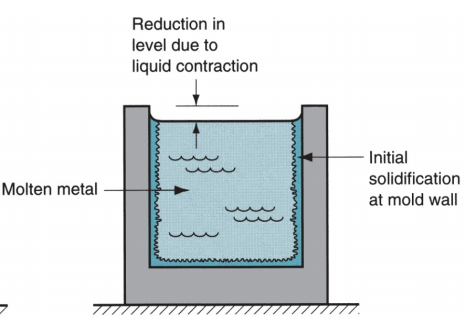 Reduction in
level due to
liquid contraction
Molten metal
Initial
solidification
at mold wall